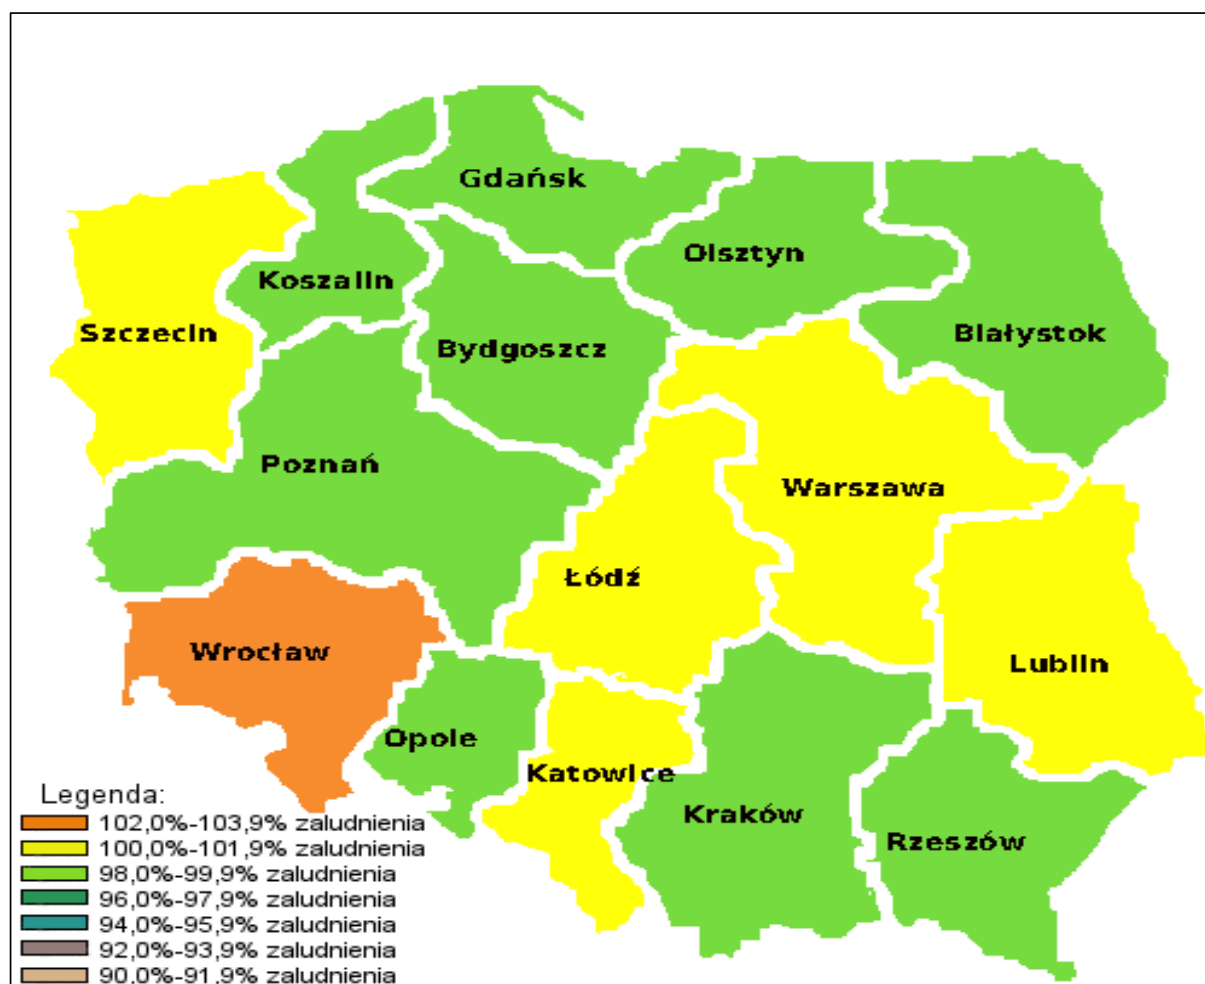 Gdańsk
Olsztyn
Koszalin
Szczecin
Białystok
Bydgoszcz
Poznań
Warszawa
Łódź
Wrocław
Lublin
Opole
Katowice
Kraków
Rzeszów
Legenda:
102,0%-103,9% zaludnienia
100,0%-101,9% zaludnienia
98,0%-99,9% zaludnienia
96,0%-97,9% zaludnienia
94,0%-95,9% zaludnienia
92,0%-93,9% zaludnienia
90,0%-91,9% zaludnienia